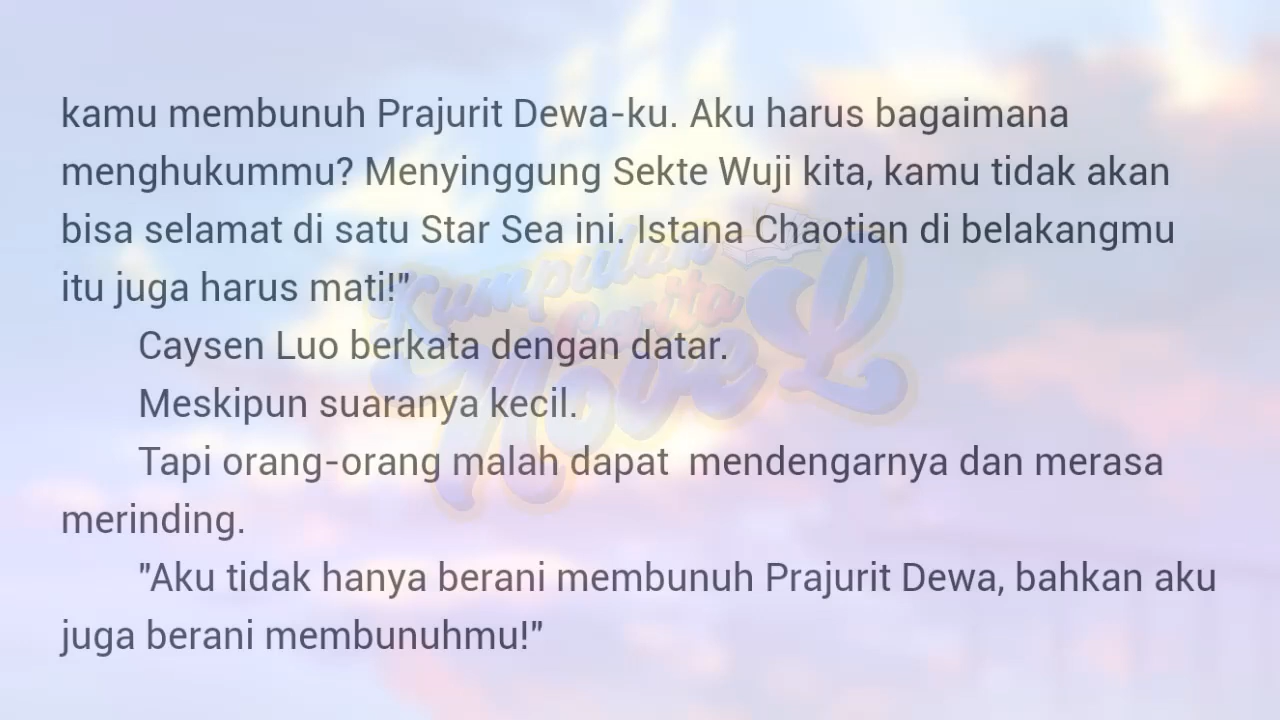 kamu membunuh Prajurit Dewa-ku. Aku harus bagaimana
menghukummu? Menyinggung Sekte Wuji kita, kamu tidak akan
bisa selamat di satu Star Sea ini. Istana Chaotian di belakangmu
itu juga harus mati!"
Caysen Luo berkata dengan datar.
Meskipun suaranya kecil.
Tapi orang-orang malah dapat  mendengarnya dan merasa
merinding.
"Aku tidak hanya berani membunuh Prajurit Dewa, bahkan aku
juga berani membunuhmu!"
Kumpulan
Cerita
Novel